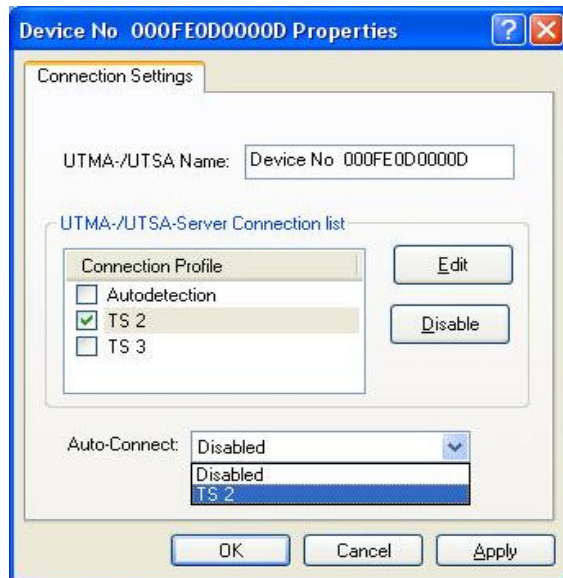 Device No 000FE0D0000D Properties
Connection Settings
UTMA-/UTSA Name: Device No 000FE0D0000D
UTMA-/UTSA-Server Connection list
Connection Profile
Edit
Autodetection
TS 2
Disable
TS 3
Auto-Connect: Disabled
Disabled
TS 2
OK Cancel Apply